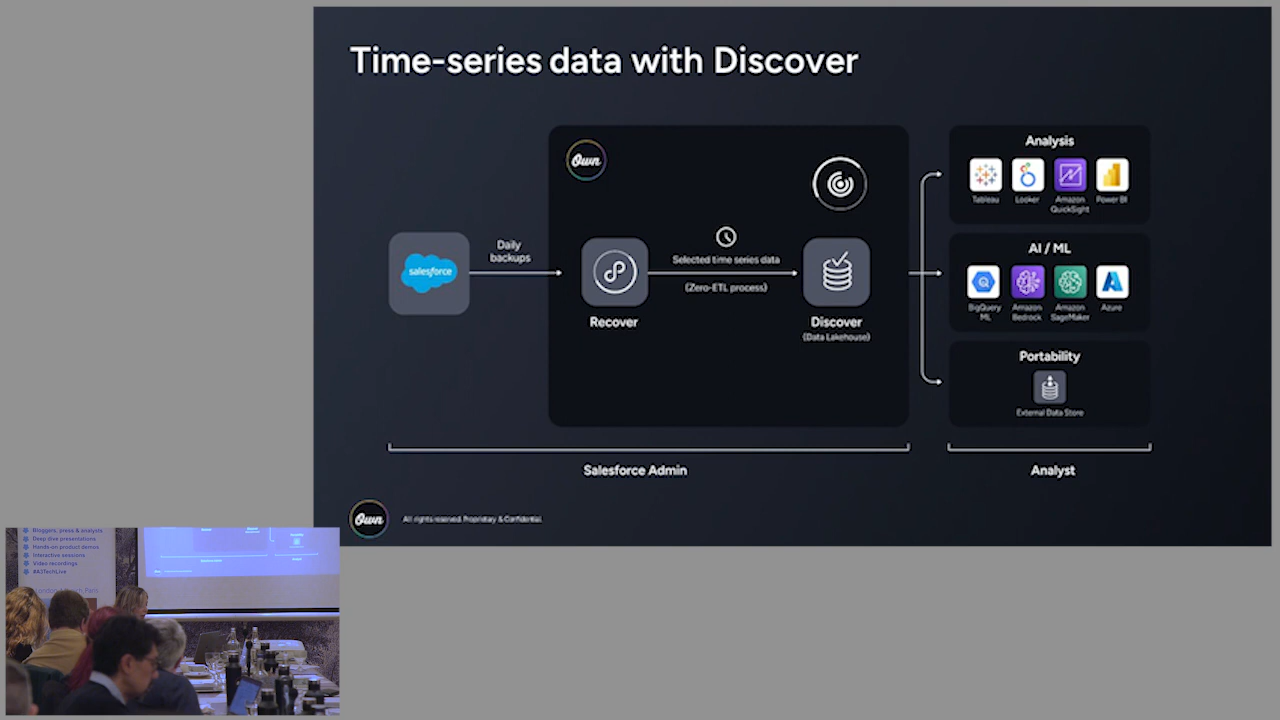 Time-series data with Discover
Own
salesforce
Daily
backups
Selected time series data
(Zero-ETL process)
Recover
Discover
(Data Lakehouse)
Analysis
Tableau
Looker
Amazon
QuickSight
Power BI
AI / ML
BigQuery
ML
Amazon
Bedrock
Amazon
SageMaker
Azure
Portability
External Data Store
Salesforce Admin
Analyst
Own
All rights reserved. Proprietary & Confidential.
Bloggers, press & analysts
Deep dive presentations
Hands-on product demos
Interactive sessions
Video recordings
#A3TechLive